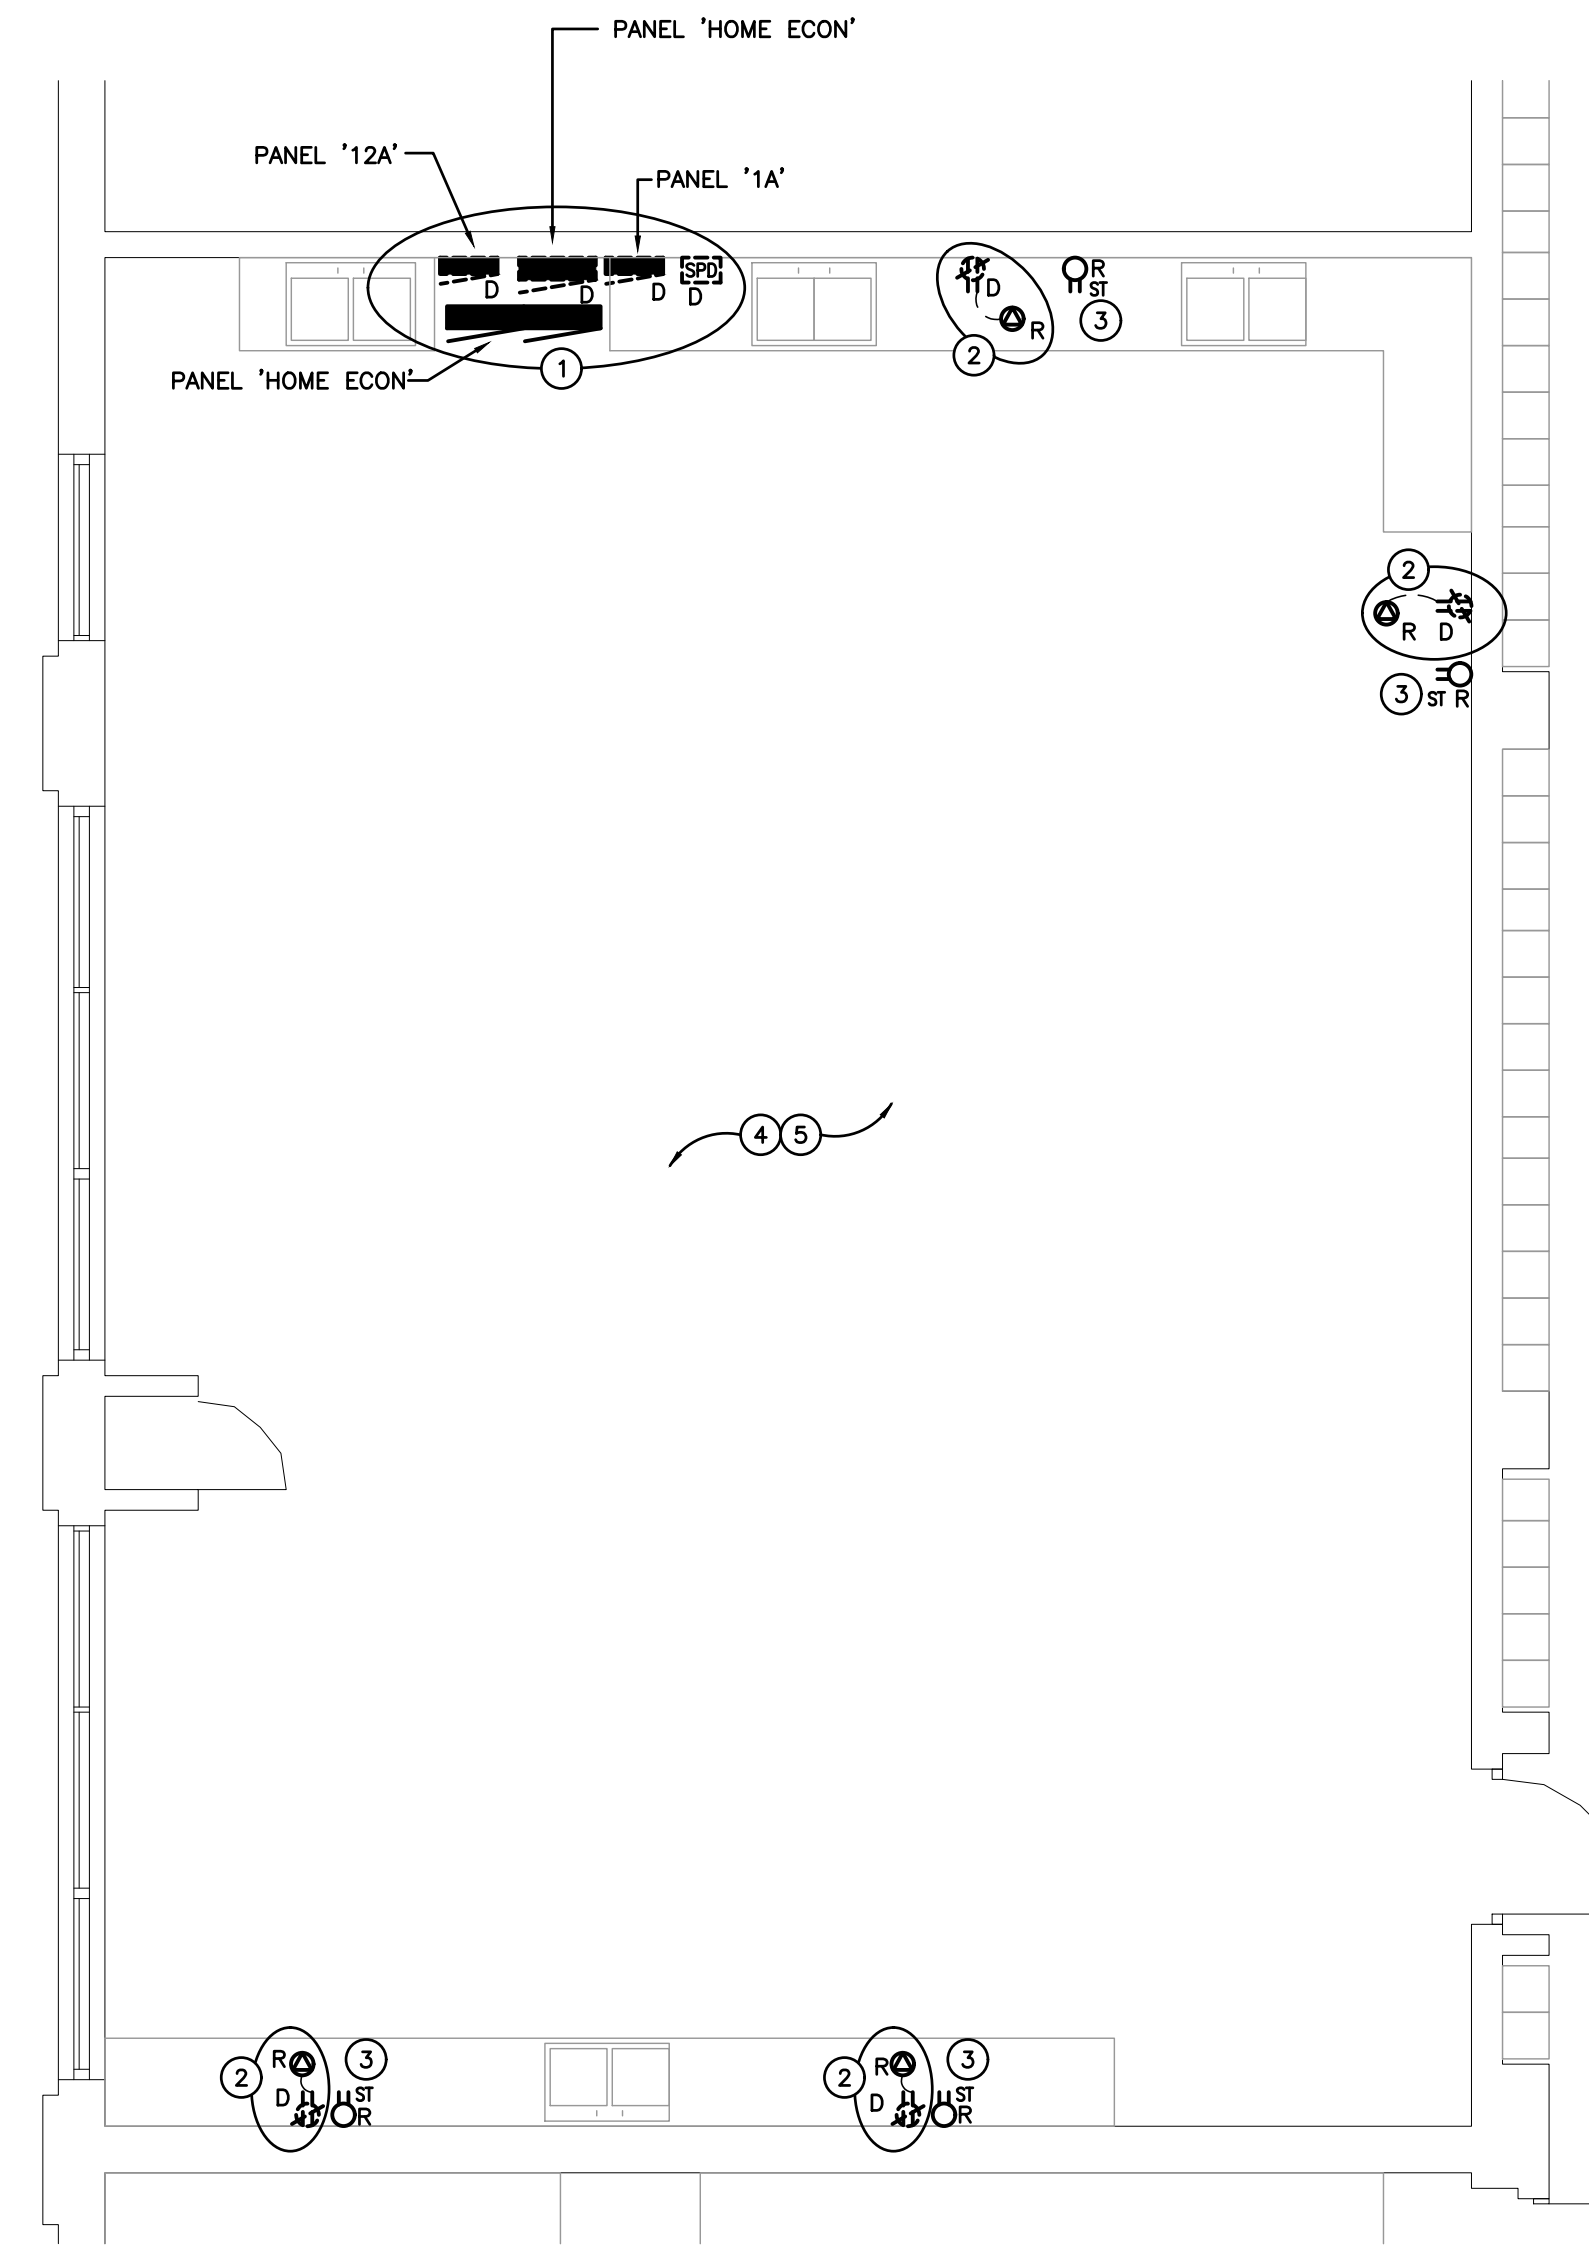 PANEL 'HOME ECON'
PANEL '12A'
PANEL '1A'
SPD
D
D
D
D
PANEL 'HOME ECON'
1
D
R
2
R
ST
3
2
R D
3 ST R
4 5
R
D
2
3
ST
R
R
D
2
3
ST
R